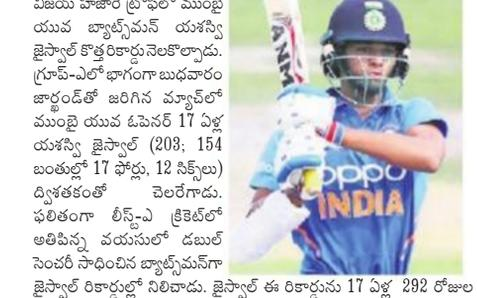 విజయ్ హజారే ట్రోఫీలో ముంబై
యువ బ్యాట్స్‌మన్ యశస్వి
జైస్వాల్ కొత్తరికార్డు నెలకొల్పాడు.
గ్రూప్-ఎలో భాగంగా బుధవారం
జార్ఖండ్‌తో జరిగిన మ్యాచ్‌లో
ముంబై యువ ఓపెనర్ 17 ఏళ్ల
యశస్వి జైస్వాల్ (203; 154
బంతుల్లో 17 ఫోర్లు, 12 సిక్స్‌లు)
ద్విశతకంతో చెలరేగాడు.
ఫలితంగా లీస్ట్-ఎ క్రికెట్‌లో
అతిపిన్న వయసులో డబుల్
సెంచరీ సాధించిన బ్యాట్స్‌మన్‌గా
జైస్వాల్ రికార్డుల్లో నిలిచాడు. జైస్వాల్ ఈ రికార్డును 17 ఏళ్ల 292 రోజుల
oppo
INDIA